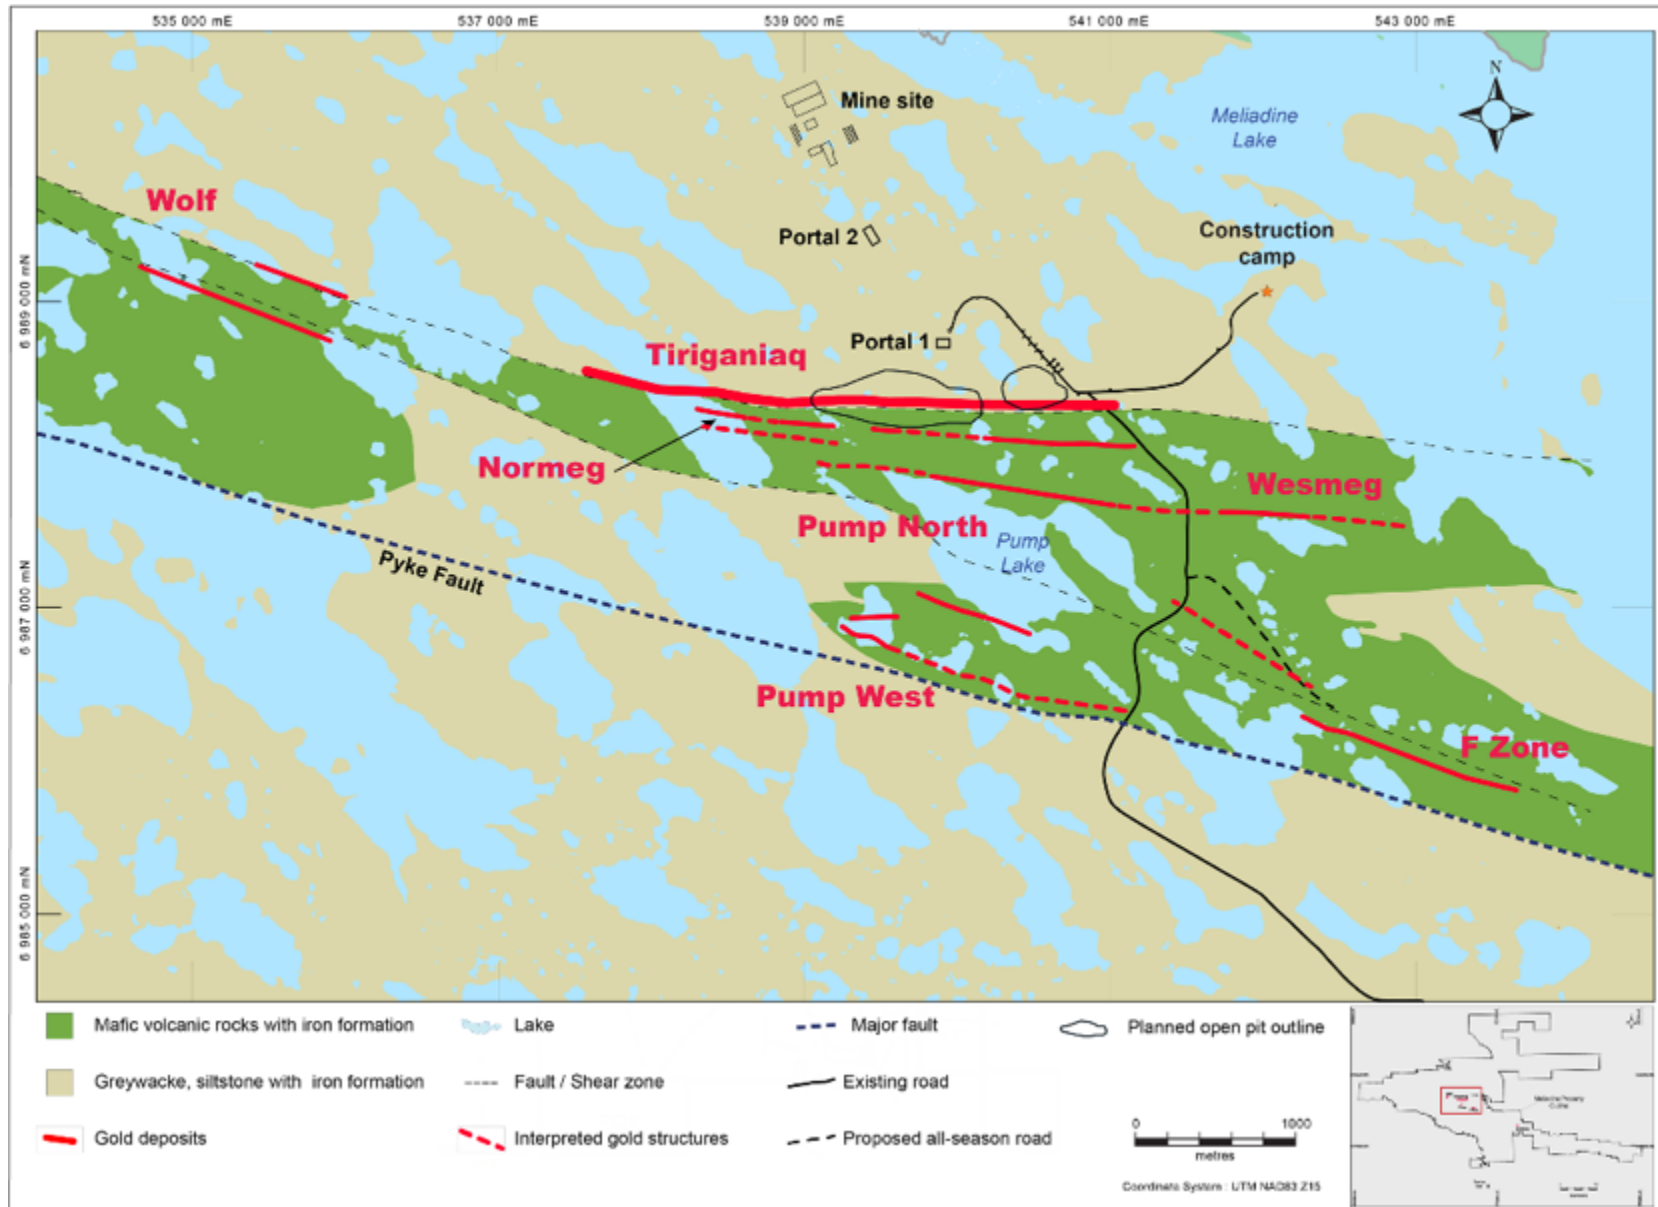 535 000 mE
537 000 mE
539 000 mE
541 000 mE
543 000 mE
N
Mine site
Meliadine
Lake
Wolf
Portal 2
Construction
camp
6 989 000 mN
Portal 1
Tiriganiaq
Normeg
Wesmeg
Pump North
Pump
Lake
Pyke Fault
6 987 000 mN
Pump West
F Zone
6 985 000 mN
Mafic volcanic rocks with iron formation
Lake
Major fault
Planned open pit outline
Greywacke, siltstone with iron formation
Fault / Shear zone
Existing road
Gold deposits
Interpreted gold structures
Proposed all-season road
0
1000
metres
Coordinate System : UTM NAD83 Z15